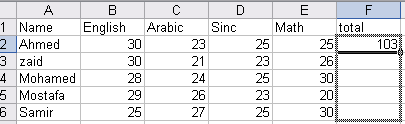 A B C D E F
1 Name English Arabic Sinc Math total
2 Ahmed 30 23 25 25 103
3 zaid 30 21 23 26
4 Mohamed 28 24 25 30
5 Mostafa 29 26 23 20
6 Samir 25 27 25 30